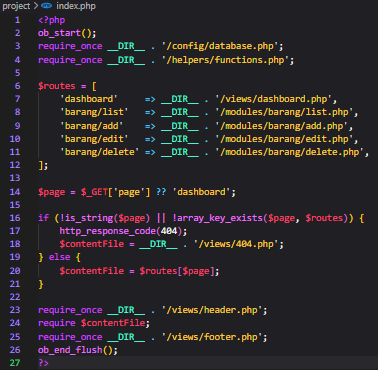 project > index.php
1 <?php
2 ob_start();
3 require_once __DIR__ . '/config/database.php';
4 require_once __DIR__ . '/helpers/functions.php';
5
6 $routes = [
7     'dashboard'     => __DIR__ . '/views/dashboard.php',
8     'barang/list'   => __DIR__ . '/modules/barang/list.php',
9     'barang/add'    => __DIR__ . '/modules/barang/add.php',
10     'barang/edit'   => __DIR__ . '/modules/barang/edit.php',
11     'barang/delete' => __DIR__ . '/modules/barang/delete.php',
12 ];
13
14 $page = $_GET['page'] ?? 'dashboard';
15
16 if (!is_string($page) || !array_key_exists($page, $routes)) {
17     http_response_code(404);
18     $contentFile = __DIR__ . '/views/404.php';
19 } else {
20     $contentFile = $routes[$page];
21 }
22
23 require_once __DIR__ . '/views/header.php';
24 require $contentFile;
25 require_once __DIR__ . '/views/footer.php';
26 ob_end_flush();
27 ?>